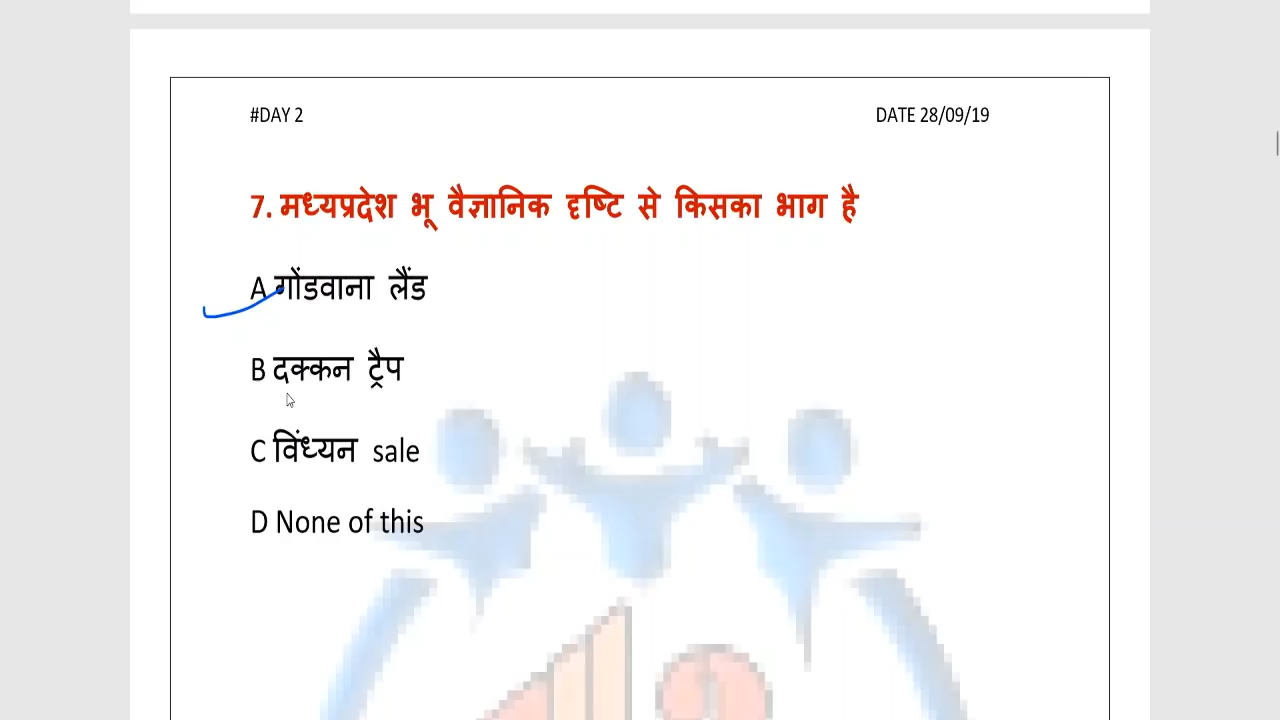 #DAY 2 DATE 28/09/19
7. मध्यप्रदेश भू वैज्ञानिक दृष्टि से किसका भाग है
A गोंडवाना लैंड
B दक्कन ट्रैप
C विंध्यन sale
D None of this